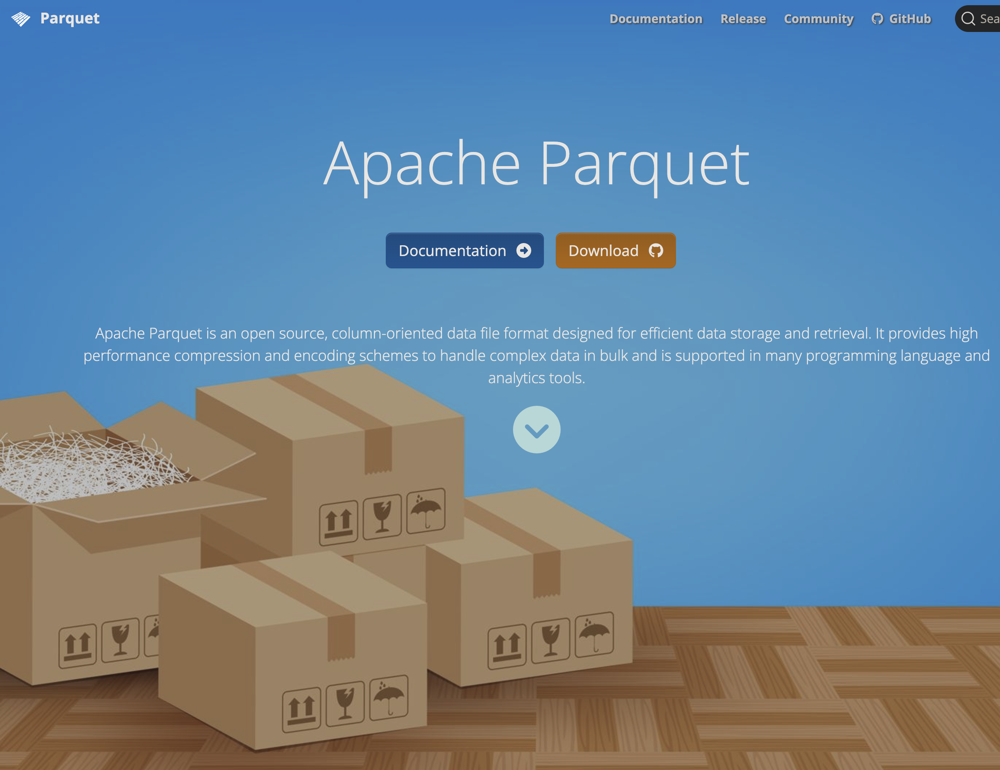 Parquet
Documentation Release Community GitHub Sea
Apache Parquet
Documentation Download
Apache Parquet is an open source, column-oriented data file format designed for efficient data storage and retrieval. It provides high
performance compression and encoding schemes to handle complex data in bulk and is supported in many programming language and
analytics tools.